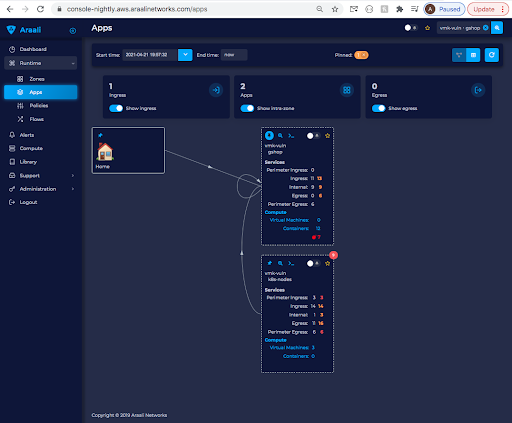 console-nightly.aws.araalinetworks.com/apps
A Paused Update
Araali
Apps
vmk-vuln : gshop
Dashboard
Runtime
Zones
Apps
Policies
Flows
Alerts
Compute
Library
Support
Administration
Logout
Start time: 2021-04-21 19:57:32 End time: now Pinned:
1
Ingress
Show ingress
2
Apps
Show intra-zone
0
Egress
Show egress
Home
vmk-vuln
gshop
Services
Perimeter Ingress: 0
Ingress: 11 13
Internal: 9 9
Egress: 0 6
Perimeter Egress: 6
Compute
Virtual Machines: 0
Containers: 12
7
vmk-vuln
k8s-nodes
Services
Perimeter Ingress: 3 3
Ingress: 14 14
Internal: 1 3
Egress: 11 16
Perimeter Egress: 6 6
Compute
Virtual Machines: 3
Containers: 0
Copyright © 2019 Araali Networks